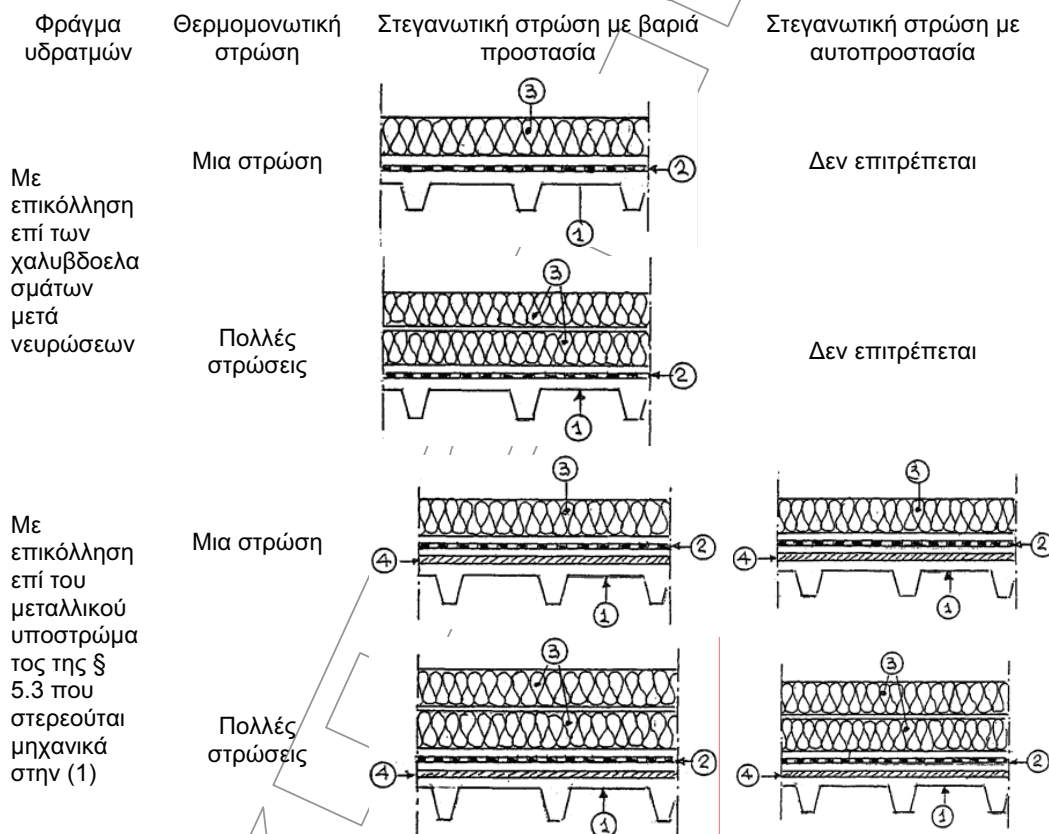 Φράγμα υδρατμών
Θερμομονωτική στρώση
Στεγανωτική στρώση με βαριά προστασία
Στεγανωτική στρώση με αυτοπροστασία
Με
επικόλληση
επί των
χαλυβδοελα
σμάτων
μετά
νευρώσεων
Μια στρώση
3
2
1
Δεν επιτρέπεται
Πολλές
στρώσεις
3
2
1
Δεν επιτρέπεται
Με
επικόλληση
επί του
μεταλλικού
υποστρώμα
τος της §
5.3 που
στερεούται
μηχανικά
στην (1)
Μια στρώση
3
2
4
1
3
2
4
1
Πολλές
στρώσεις
3
2
4
1
3
2
4
1